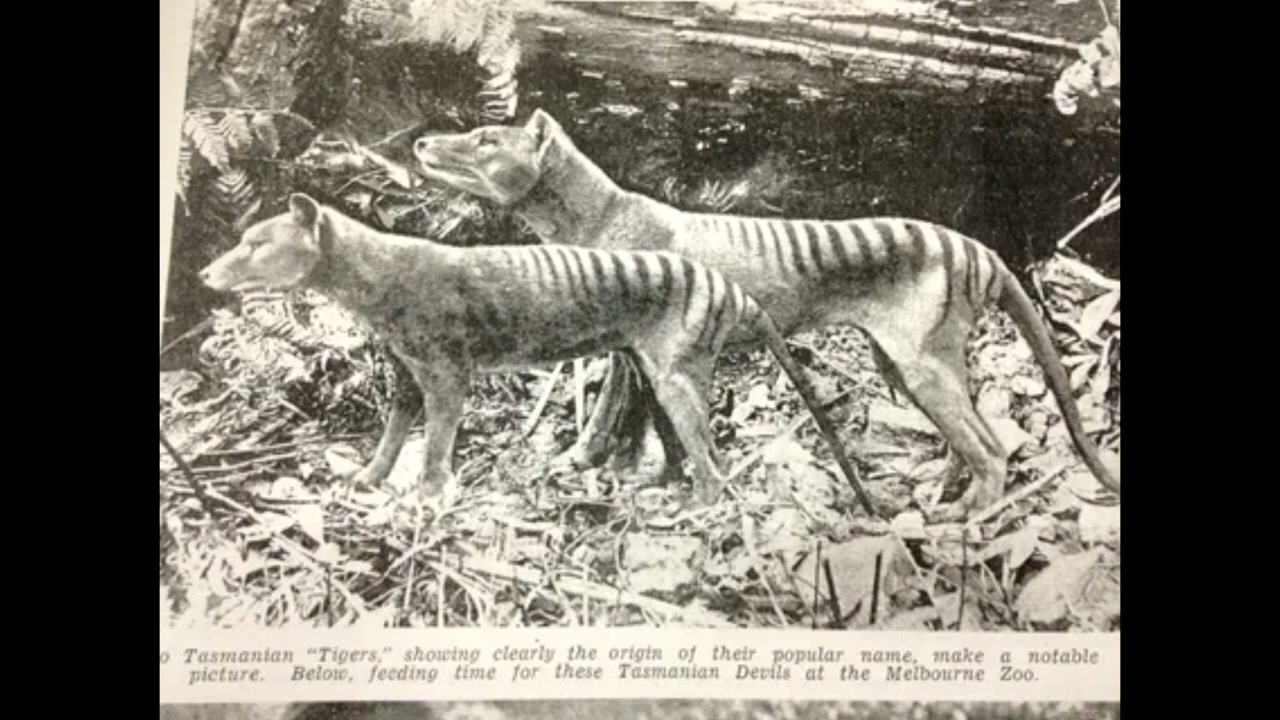 o Tasmanian "Tigers," showing clearly the origin of their popular name, make a notable
picture. Below, feeding time for these Tasmanian Devils at the Melbourne Zoo.